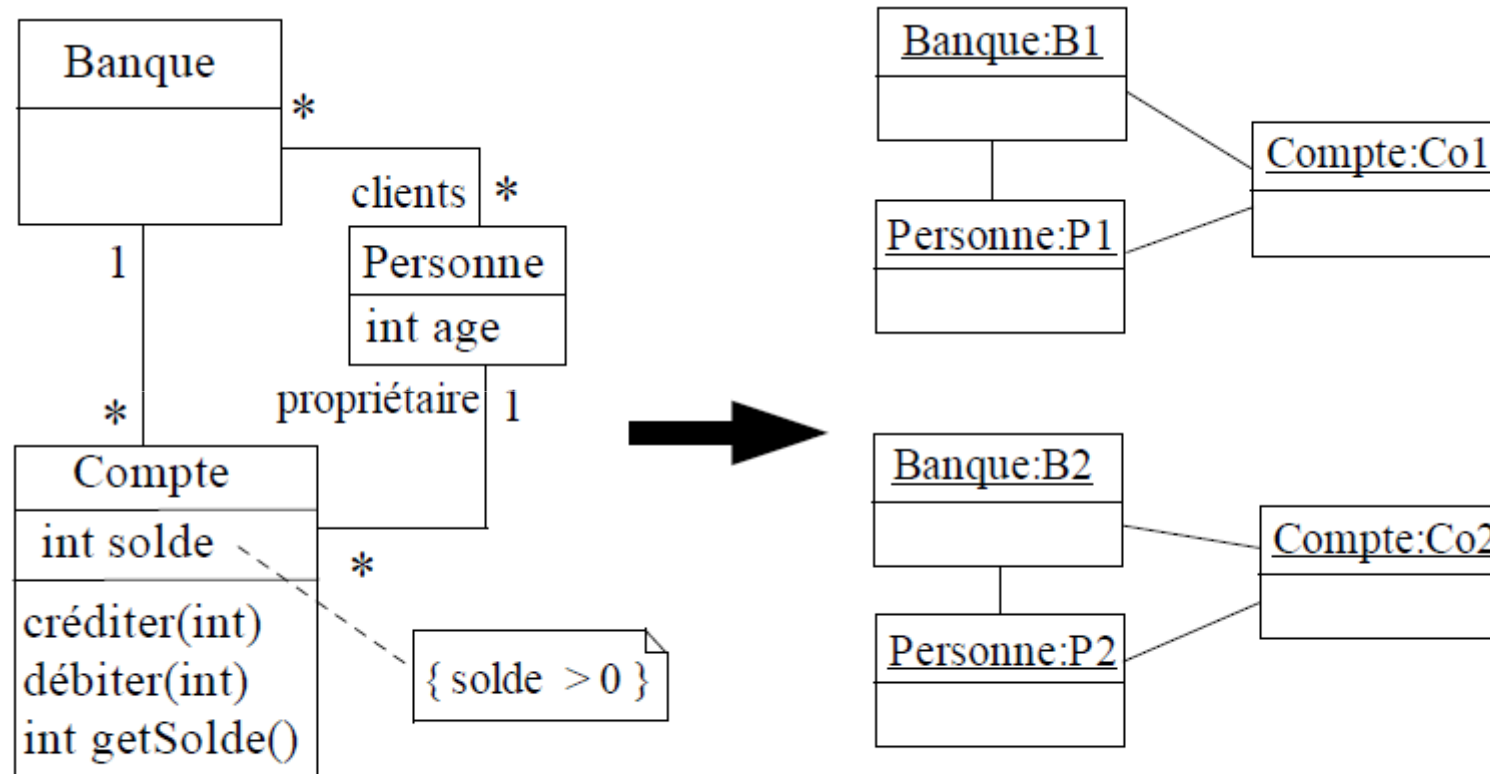 Banque
*
clients *
1
Personne
int age
propriétaire 1
*
Compte
int solde
*
créditer(int)
débiter(int)
int getSolde()
{ solde > 0 }
Banque:B1
Compte:Co1
Personne:P1
Banque:B2
Compte:Co2
Personne:P2